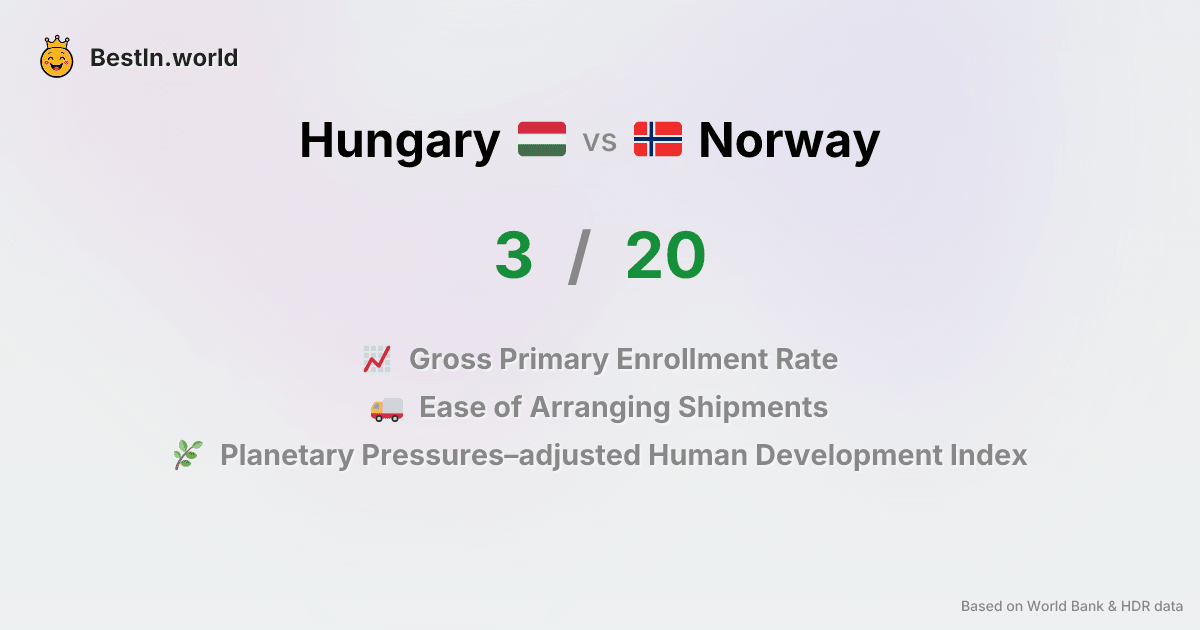 BestIn.world
Hungary vs Norway
3 / 20
Gross Primary Enrollment Rate
Ease of Arranging Shipments
Planetary Pressures–adjusted Human Development Index
Based on World Bank & HDR data